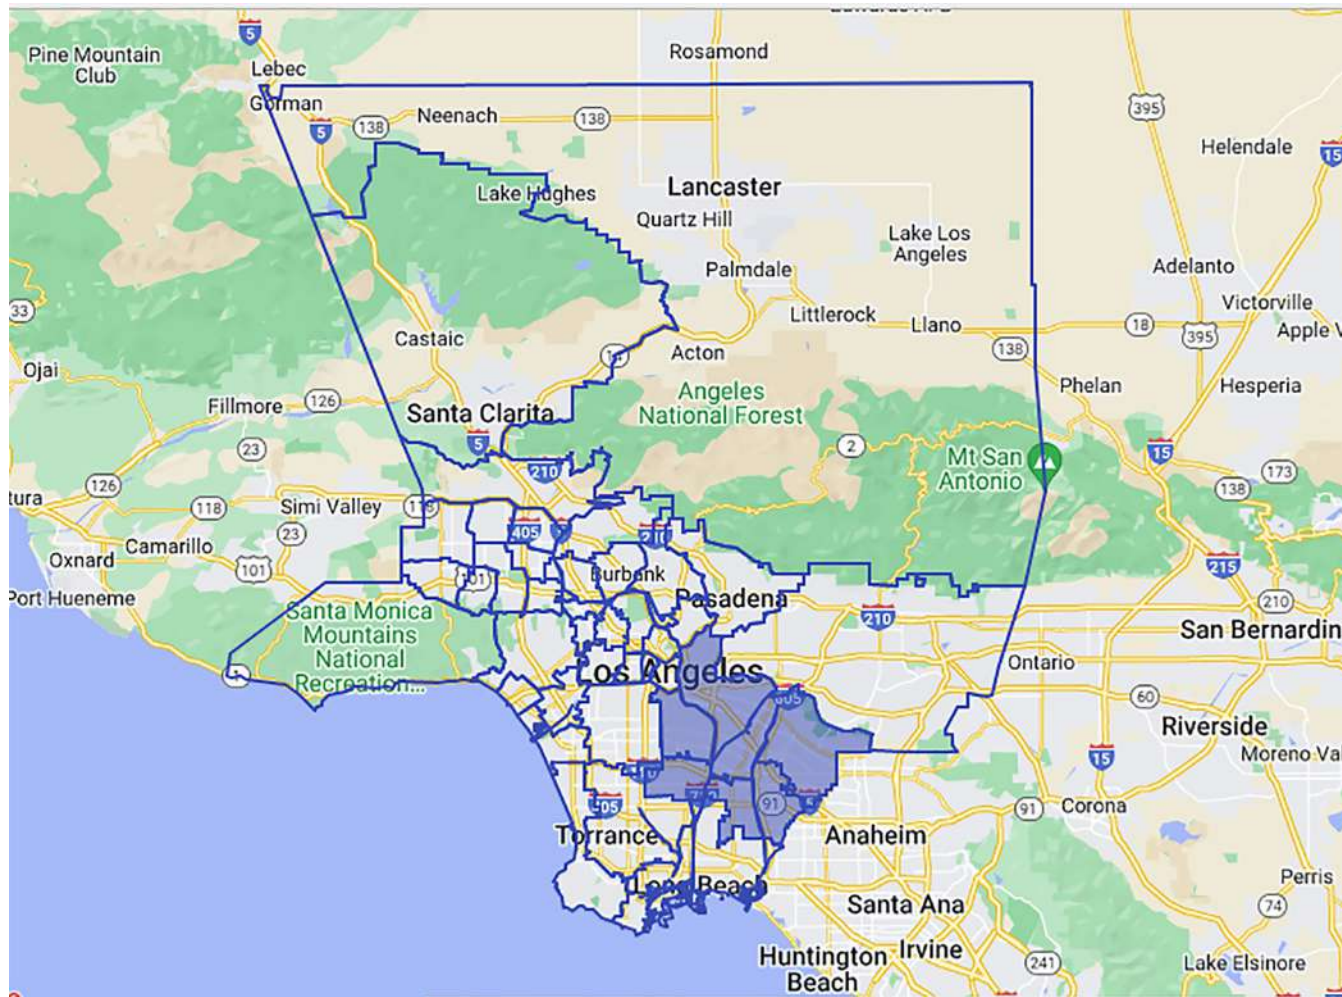 5
Rosamond
Pine Mountain
Club
Lebec
Gorman
395
138
Neenach
138
5
Helendale
15
Lake Hughes
Lancaster
Quartz Hill
Lake Los
Angeles
Palmdale
Adelanto
33
Littlerock
Victorville
Llano
18
395
Apple V
Castaic
138
Acton
Ojai
Phelan
Hesperia
Angeles
National Forest
Fillmore
126
Santa Clarita
23
5
2
15
210
Mt San
Antonio
173
126
138
tura
118
Simi Valley
118
23
405
Camarillo
Oxnard
101
215
101
Burbank
Port Hueneme
Pasadena
210
210
Santa Monica
Mountains
National
Recreation...
San Bernardin
Los Angeles
Ontario
1
605
60
Riverside
15
Moreno Va
405
91
5
91
Corona
Torrance
Anaheim
Long Beach
Perris
Santa Ana
74
Huntington
Beach
Irvine
241
Lake Elsinore